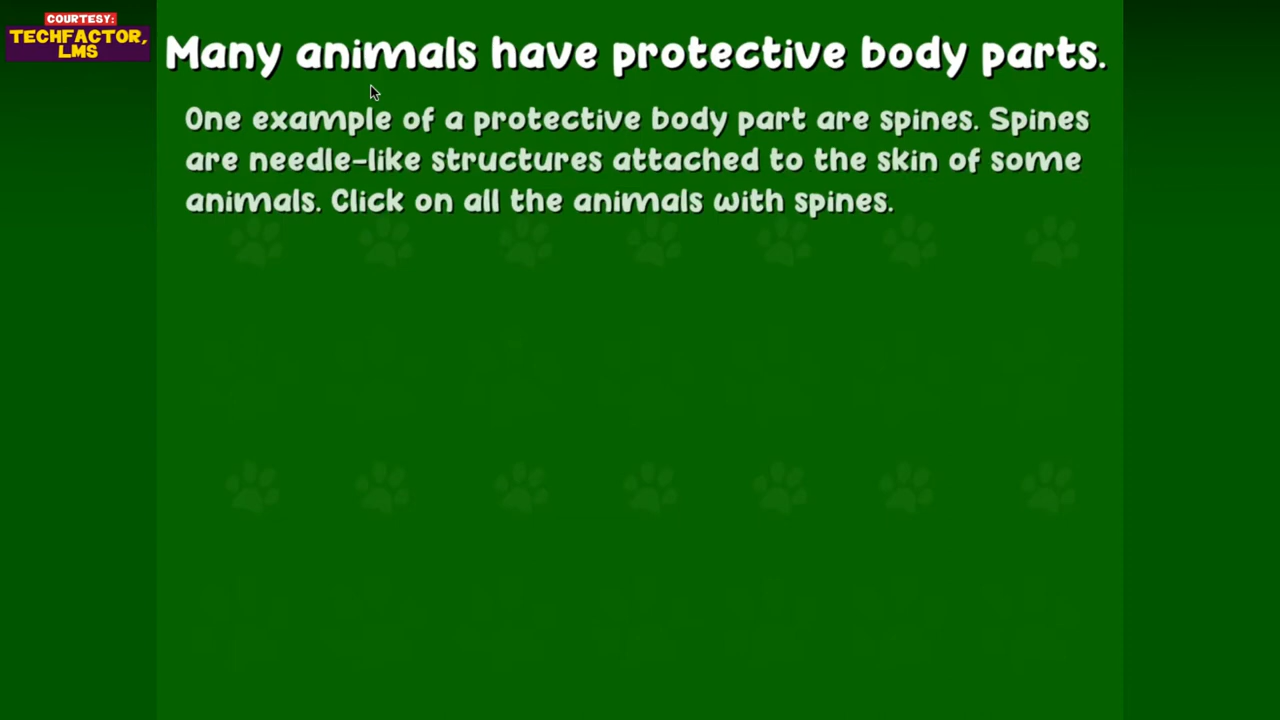 COURTESY:
TECHFACTOR,
LMS
Many animals have protective body parts.
One example of a protective body part are spines. Spines
are needle-like structures attached to the skin of some
animals. Click on all the animals with spines.